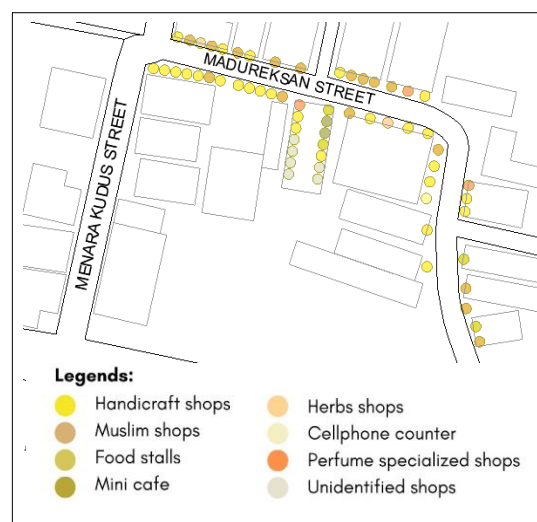 MADUREKSAN STREET
MENARA KUDUS STREET
Legends:
Handicraft shops
Muslim shops
Food stalls
Mini cafe
Herbs shops
Cellphone counter
Perfume specialized shops
Unidentified shops